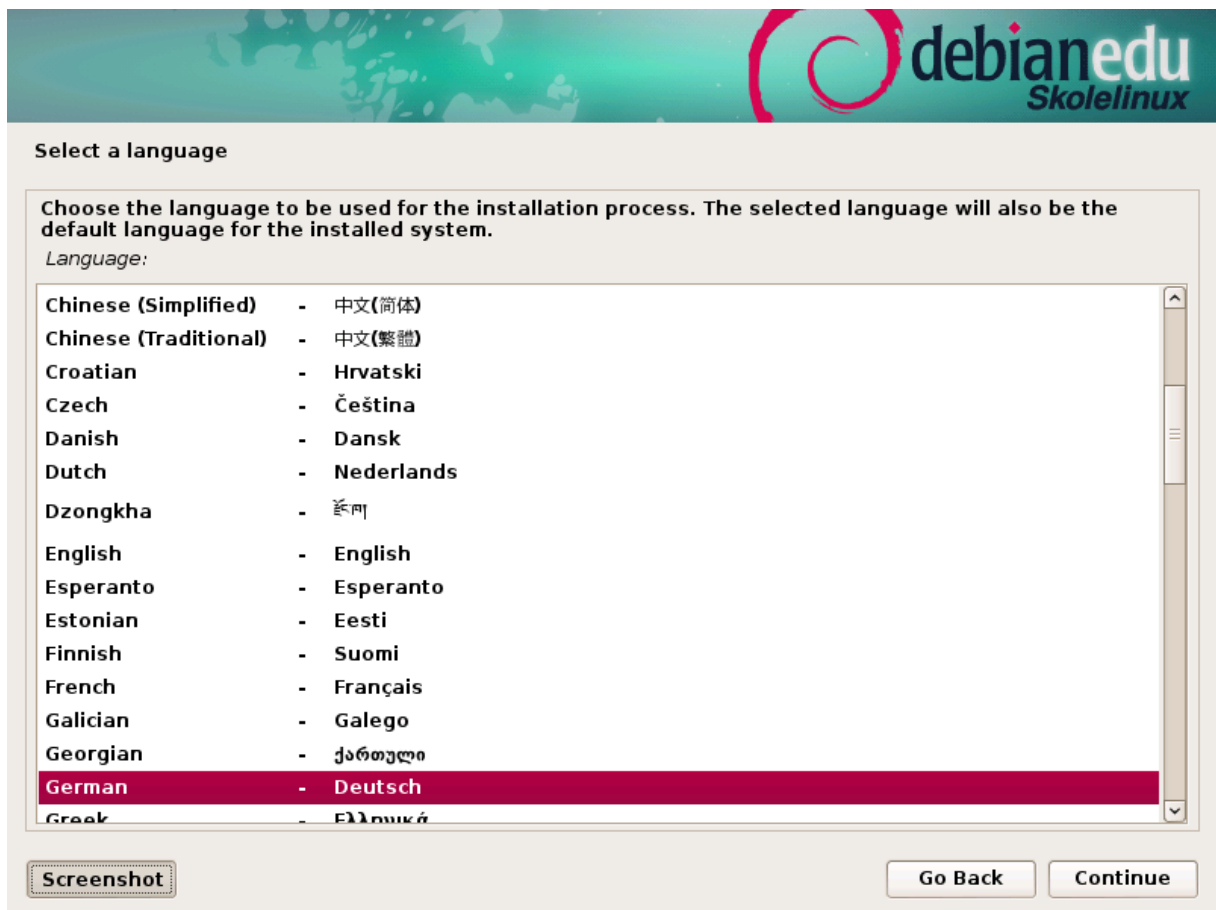 debianedu
Skolelinux
Select a language
Choose the language to be used for the installation process. The selected language will also be the
default language for the installed system.
Language:
Chinese (Simplified) - 中文(简体)
Chinese (Traditional) - 中文(繁體)
Croatian - Hrvatski
Czech - Čeština
Danish - Dansk
Dutch - Nederlands
Dzongkha - རྫོང་ཁ།
English - English
Esperanto - Esperanto
Estonian - Eesti
Finnish - Suomi
French - Français
Galician - Galego
Georgian - ქართული
German - Deutsch
Greek - Ελληνικά
Screenshot
Go Back
Continue